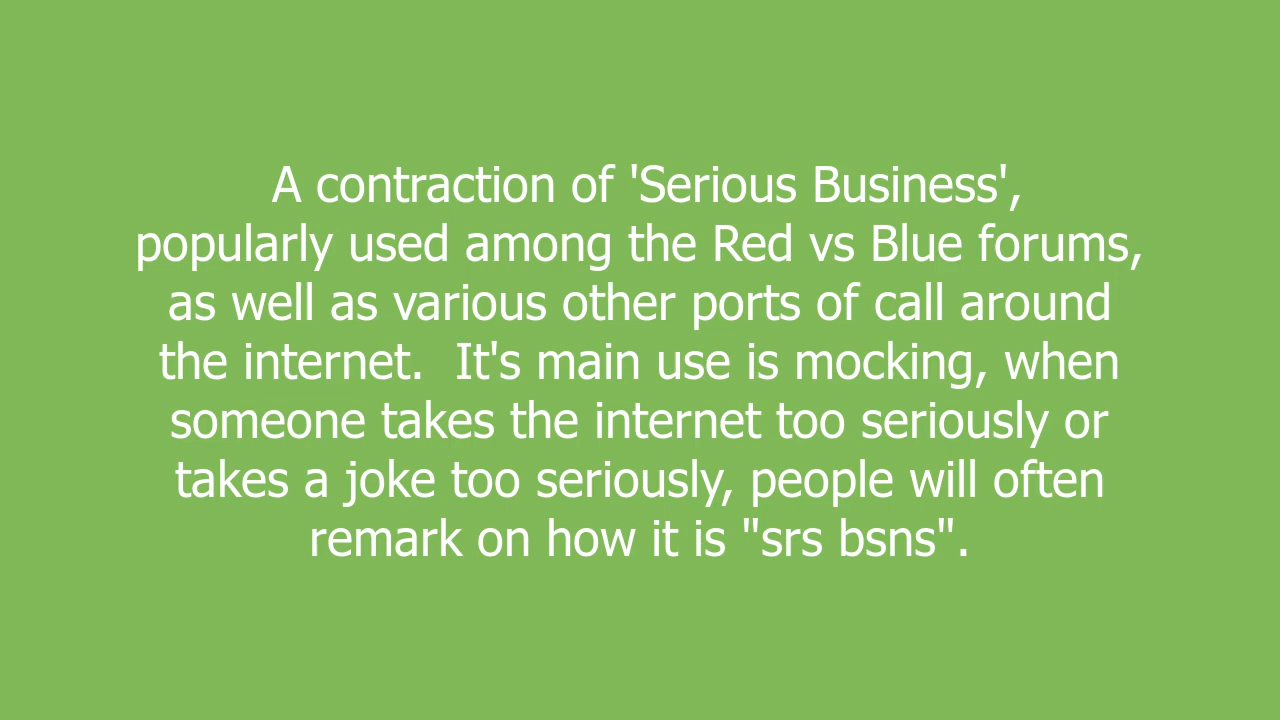 A contraction of 'Serious Business',
popularly used among the Red vs Blue forums,
as well as various other ports of call around
the internet.  It's main use is mocking, when
someone takes the internet too seriously or
takes a joke too seriously, people will often
remark on how it is "srs bsns".